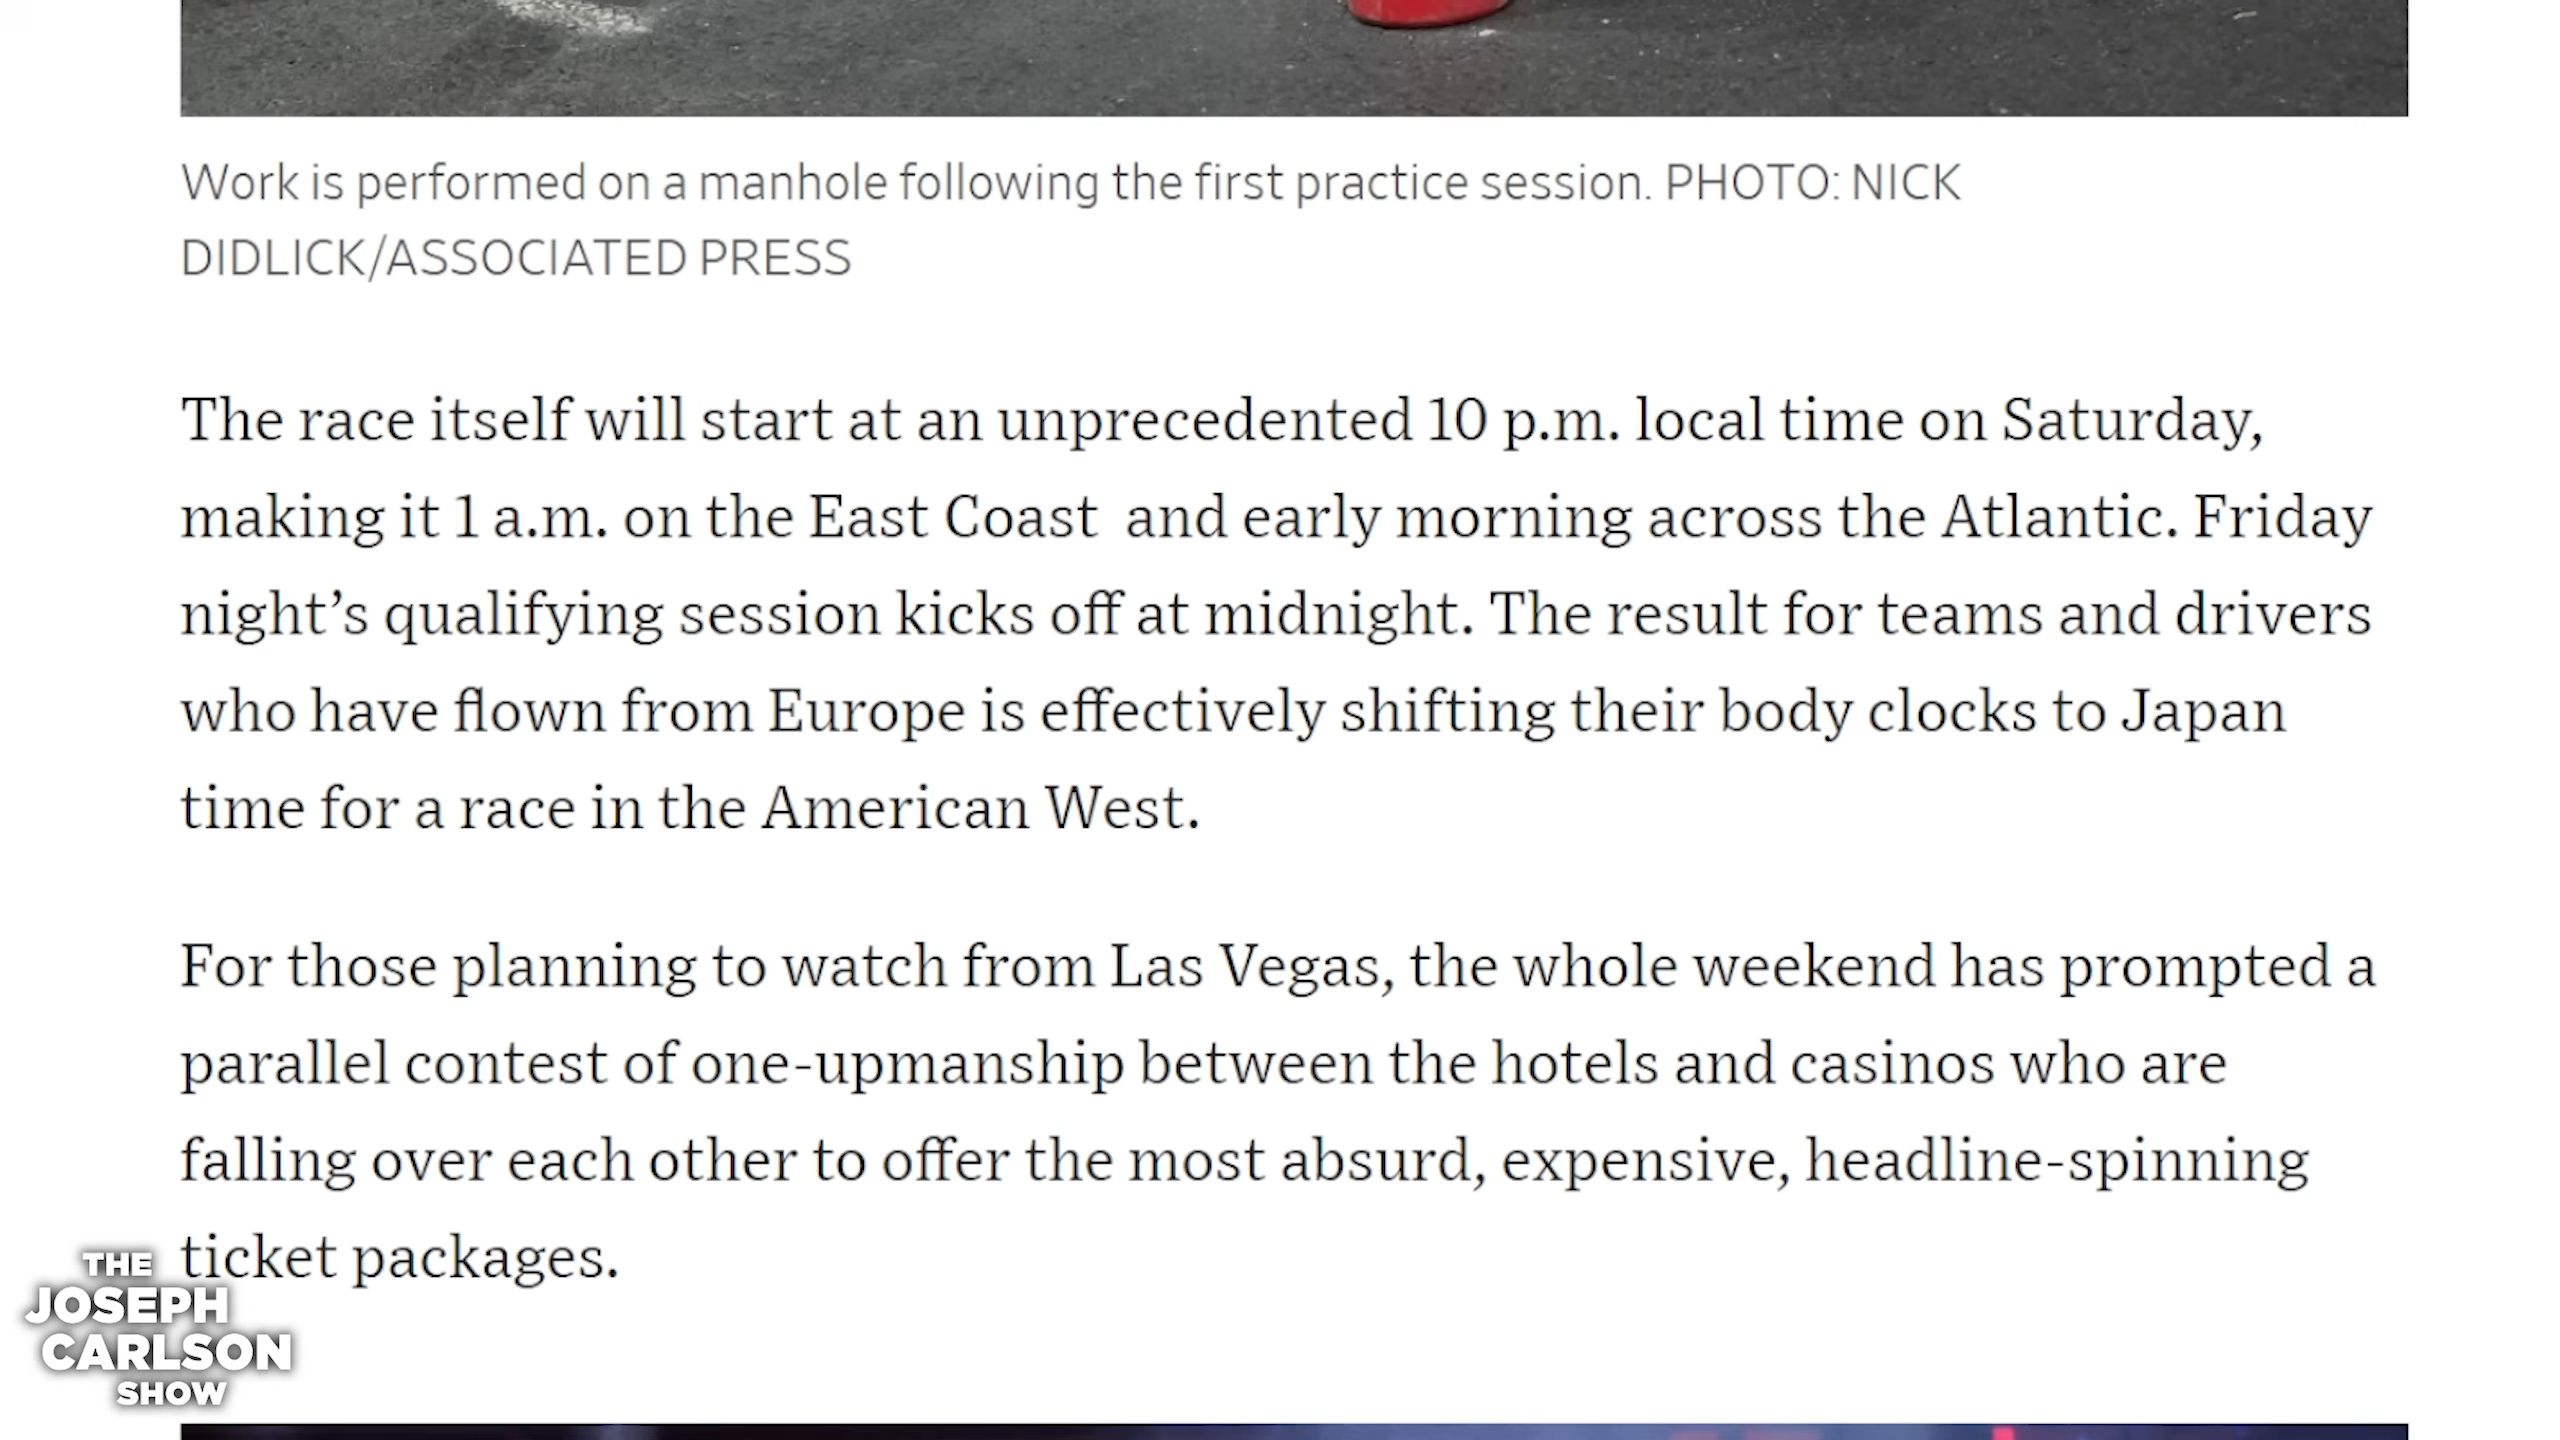 Work is performed on a manhole following the first practice session. PHOTO: NICK
DIDLICK/ASSOCIATED PRESS
The race itself will start at an unprecedented 10 p.m. local time on Saturday,
making it 1 a.m. on the East Coast  and early morning across the Atlantic. Friday
night’s qualifying session kicks off at midnight. The result for teams and drivers
who have flown from Europe is effectively shifting their body clocks to Japan
time for a race in the American West.
For those planning to watch from Las Vegas, the whole weekend has prompted a
parallel contest of one-upmanship between the hotels and casinos who are
falling over each other to offer the most absurd, expensive, headline-spinning
ticket packages.
THE
JOSEPH
CARLSON
SHOW